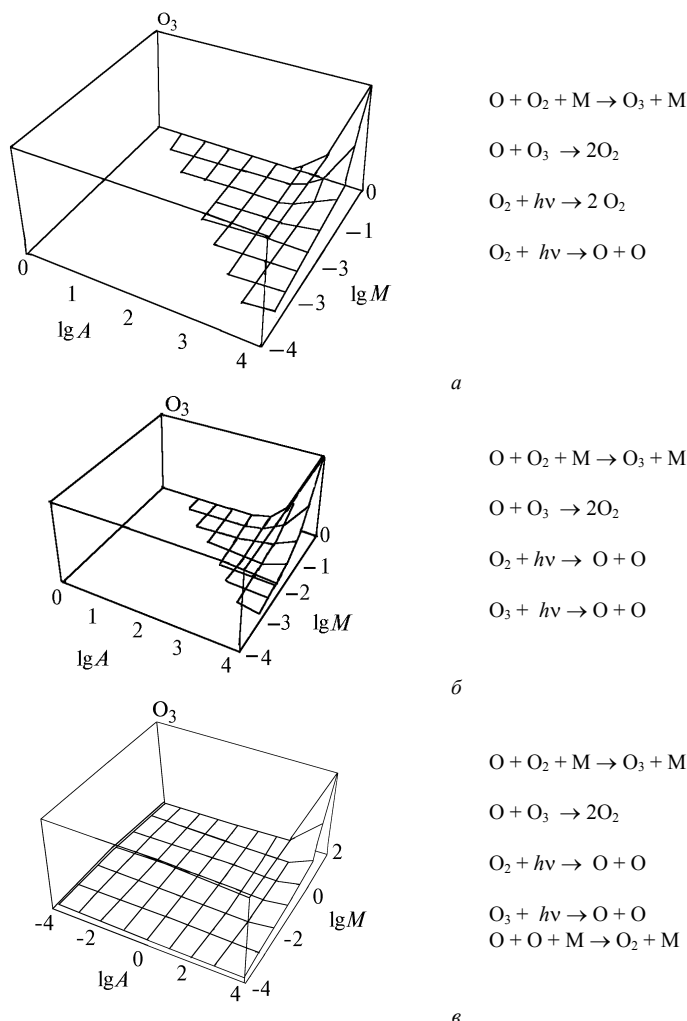 O₃
O + O₂ + M → O₃ + M
O + O₃ → 2O₂
O₂ + hν → 2 O₂
O₂ + hν → O + O
0
−1
−3
−3
−4
lg M
0
1
2
3
4
lg A
а
O₃
O + O₂ + M → O₃ + M
O + O₃ → 2O₂
O₂ + hν → O + O
O₃ + hν → O + O
0
−1
−2
−3
−4
lg M
0
1
2
3
4
lg A
б
O₃
O + O₂ + M → O₃ + M
O + O₃ → 2O₂
O₂ + hν → O + O
O₃ + hν → O + O
O + O + M → O₂ + M
2
0
-2
-4
lgM
-4
-2
0
2
4
lgA
в